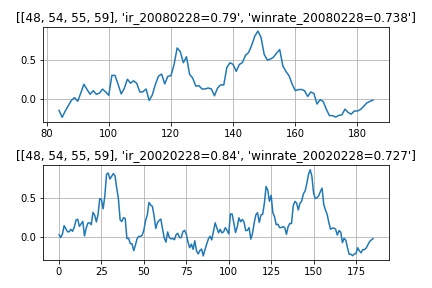 [[48, 54, 55, 59], 'ir_20080228=0.79', 'winrate_20080228=0.738']
0.5
0.0
80 100 120 140 160 180
[[48, 54, 55, 59], 'ir_20020228=0.84', 'winrate_20020228=0.727']
0.5
0.0
0 25 50 75 100 125 150 175